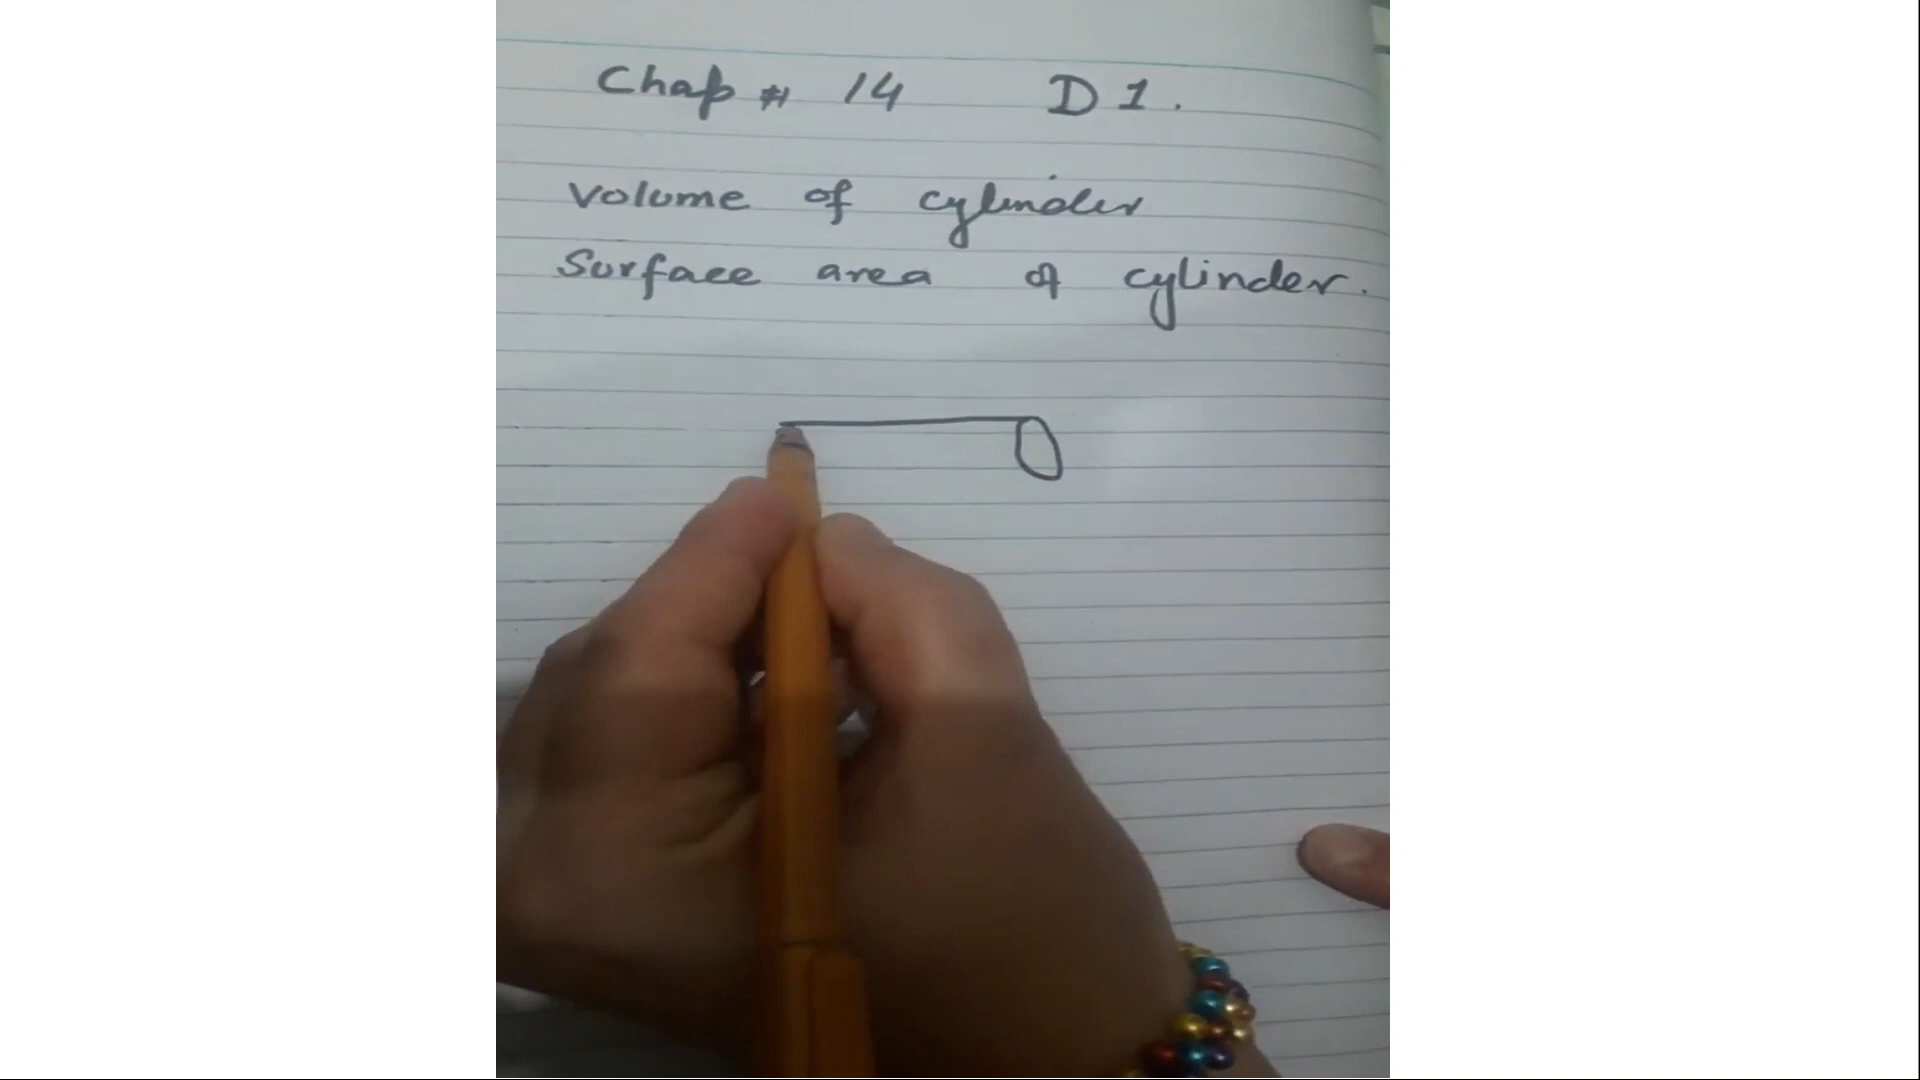 Chap # 14 D1.
Volume of cylinder
Surface area of cylinder.